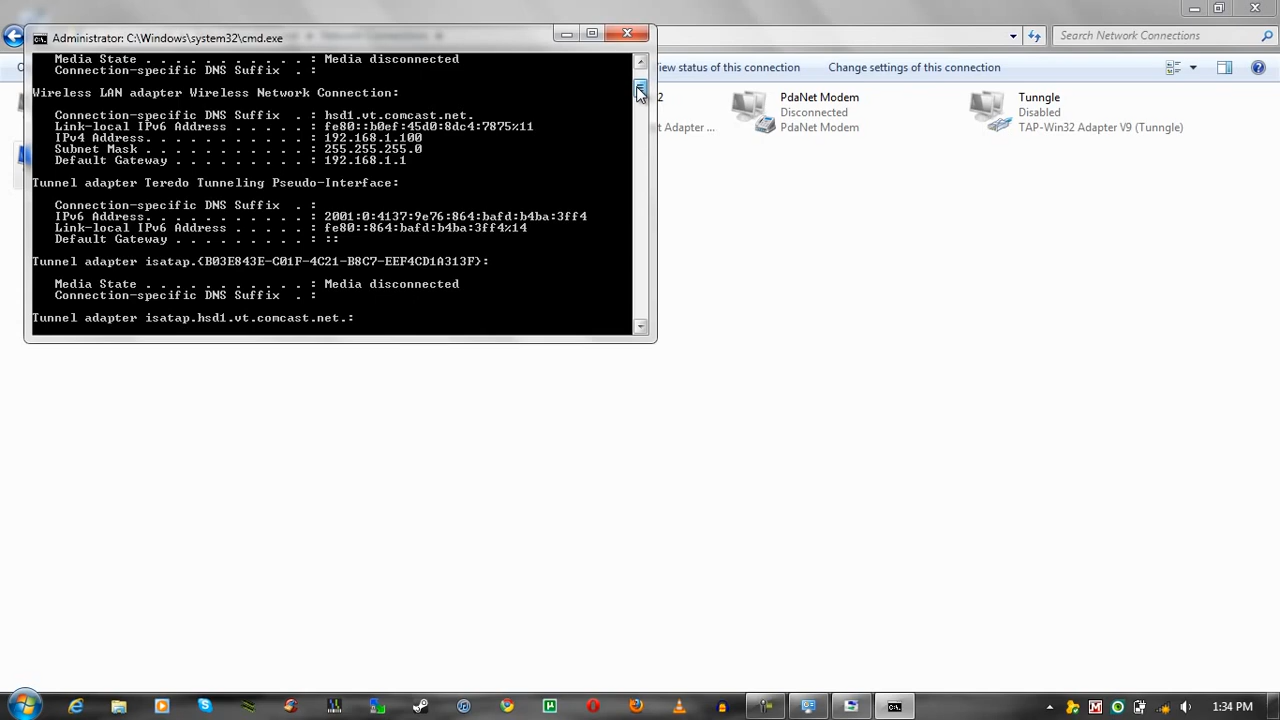 Administrator: C:\Windows\system32\cmd.exe
Search Network Connections
View status of this connection
Change settings of this connection
Media State . . . . . . . . . . . : Media disconnected
Connection-specific DNS Suffix  . :
Wireless LAN adapter Wireless Network Connection:
Connection-specific DNS Suffix  . : hsd1.vt.comcast.net.
Link-local IPv6 Address . . . . . : fe80::b0ef:45d0:8dc4:7875%11
IPv4 Address. . . . . . . . . . . : 192.168.1.100
Subnet Mask . . . . . . . . . . . : 255.255.255.0
Default Gateway . . . . . . . . . : 192.168.1.1
Tunnel adapter Teredo Tunneling Pseudo-Interface:
Connection-specific DNS Suffix  . :
IPv6 Address. . . . . . . . . . . : 2001:0:4137:9e76:864:bafd:b4ba:3ff4
Link-local IPv6 Address . . . . . : fe80::864:bafd:b4ba:3ff4%14
Default Gateway . . . . . . . . . : ::
Tunnel adapter isatap.{B03E843E-C01F-4C21-B8C7-EEF4CD1A313F}:
Media State . . . . . . . . . . . : Media disconnected
Connection-specific DNS Suffix  . :
Tunnel adapter isatap.hsd1.vt.comcast.net.:
2
Adapter ...
PdaNet Modem
Disconnected
PdaNet Modem
Tunngle
Disabled
TAP-Win32 Adapter V9 (Tunngle)
1:34 PM